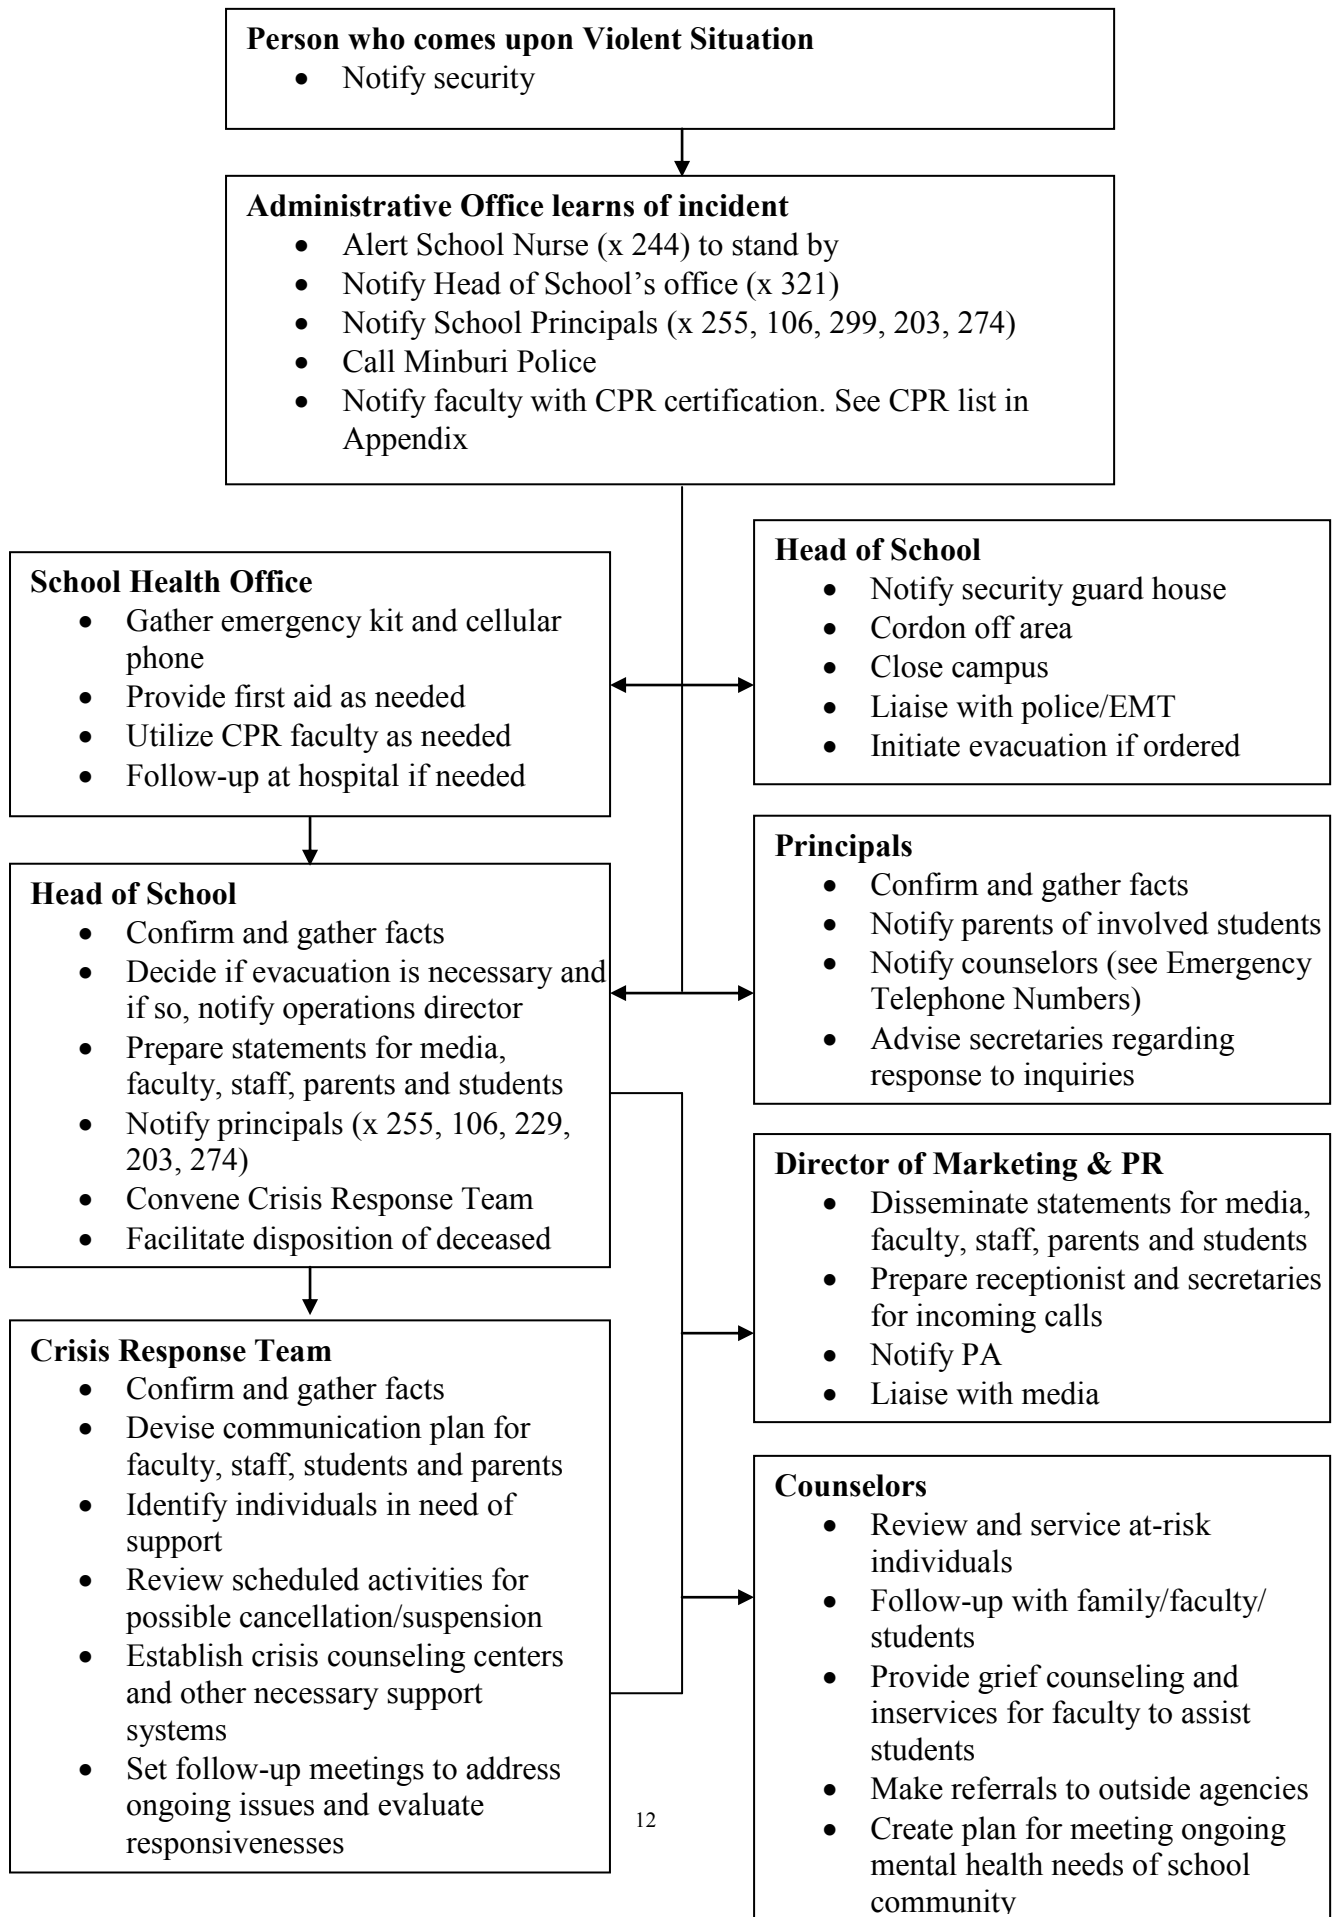 Person who comes upon Violent Situation
• Notify security
Administrative Office learns of incident
• Alert School Nurse (x 244) to stand by
• Notify Head of School’s office (x 321)
• Notify School Principals (x 255, 106, 299, 203, 274)
• Call Minburi Police
• Notify faculty with CPR certification. See CPR list in
Appendix
School Health Office
• Gather emergency kit and cellular
phone
• Provide first aid as needed
• Utilize CPR faculty as needed
• Follow-up at hospital if needed
Head of School
• Notify security guard house
• Cordon off area
• Close campus
• Liaise with police/EMT
• Initiate evacuation if ordered
Head of School
• Confirm and gather facts
• Decide if evacuation is necessary and
if so, notify operations director
• Prepare statements for media,
faculty, staff, parents and students
• Notify principals (x 255, 106, 229,
203, 274)
• Convene Crisis Response Team
• Facilitate disposition of deceased
Principals
• Confirm and gather facts
• Notify parents of involved students
• Notify counselors (see Emergency
Telephone Numbers)
• Advise secretaries regarding
response to inquiries
Director of Marketing & PR
• Disseminate statements for media,
faculty, staff, parents and students
• Prepare receptionist and secretaries
for incoming calls
• Notify PA
• Liaise with media
Crisis Response Team
• Confirm and gather facts
• Devise communication plan for
faculty, staff, students and parents
• Identify individuals in need of
support
• Review scheduled activities for
possible cancellation/suspension
• Establish crisis counseling centers
and other necessary support
systems
• Set follow-up meetings to address
ongoing issues and evaluate
responsivenesses
Counselors
• Review and service at-risk
individuals
• Follow-up with family/faculty/
students
• Provide grief counseling and
inservices for faculty to assist
students
• Make referrals to outside agencies
• Create plan for meeting ongoing
mental health needs of school
community
12